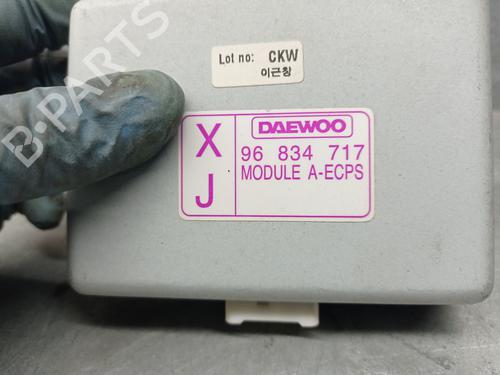 Lot no: CKW
이근창
X
J
DAEWOO
96 834 717
MODULE A-ECPS
B-PARTS